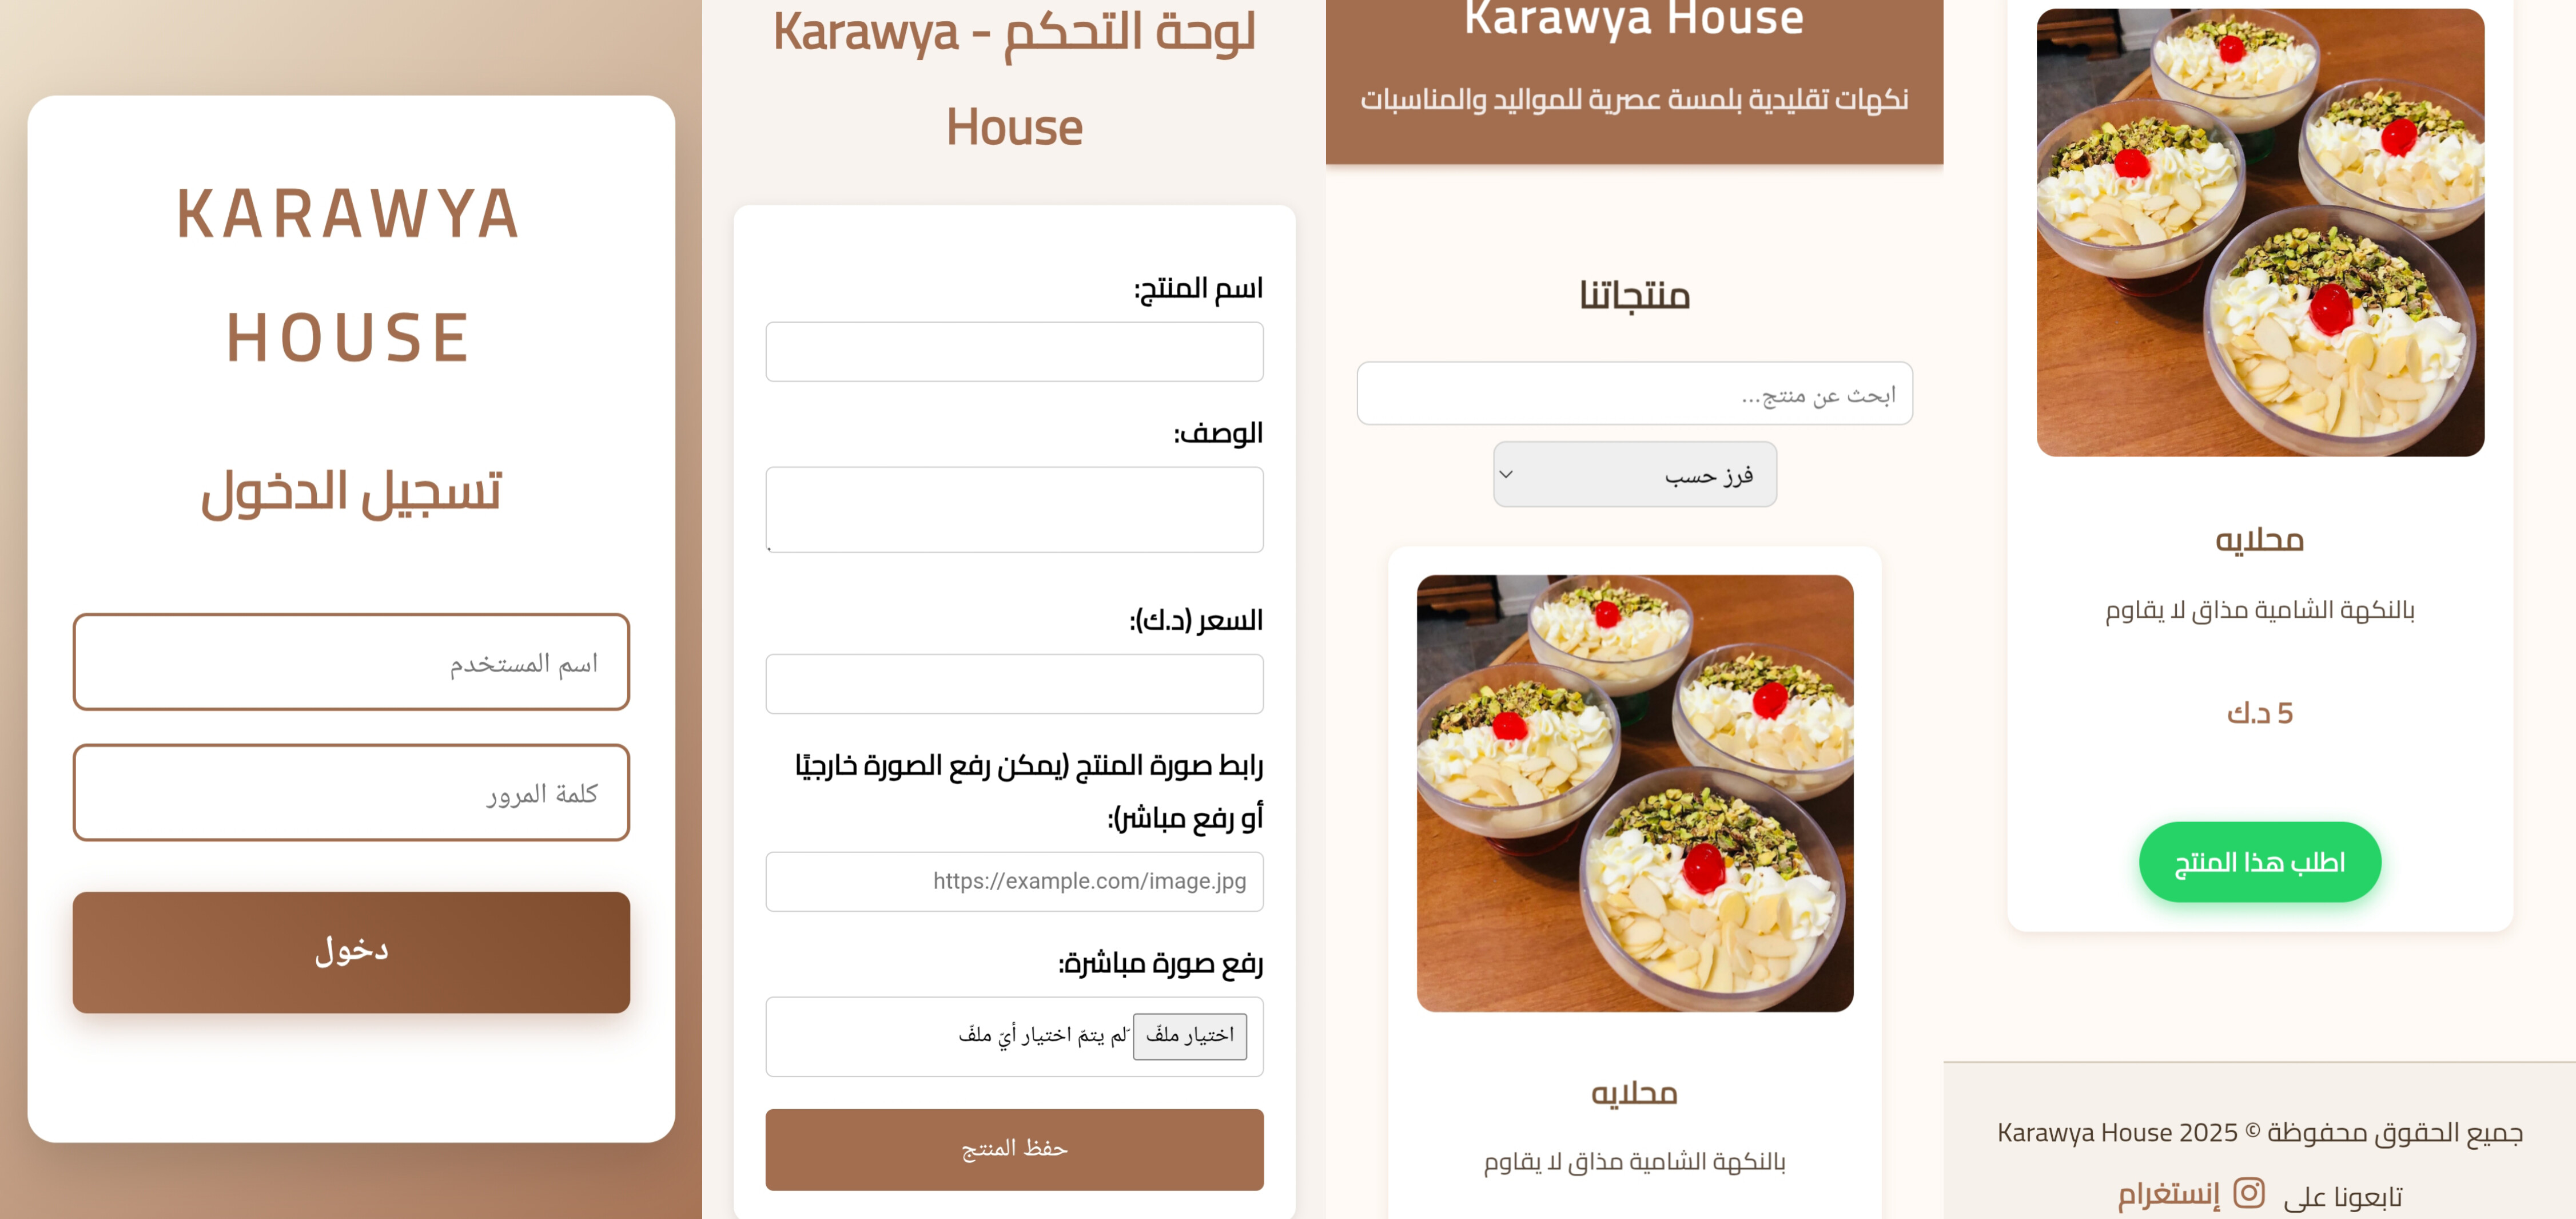 KARAWYA
HOUSE
تسجيل الدخول
اسم المستخدم
كلمة المرور
دخول
لوحة التحكم - Karawya
House
اسم المنتج:
الوصف:
السعر (د.ك):
رابط صورة المنتج (يمكن رفع الصورة خارجيًا
أو رفع مباشر):
https://example.com/image.jpg
رفع صورة مباشرة:
اختيار ملفّ لم يتمّ اختيار أيّ ملفّ
حفظ المنتج
Karawya House
نكهات تقليدية بلمسة عصرية للمواليد والمناسبات
منتجاتنا
ابحث عن منتج...
فرز حسب
محلايه
بالنكهة الشامية مذاق لا يقاوم
محلايه
بالنكهة الشامية مذاق لا يقاوم
5 د.ك
اطلب هذا المنتج
جميع الحقوق محفوظة © 2025 Karawya House
تابعونا على إنستغرام